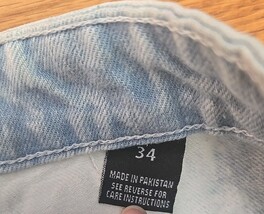 34
MADE IN PAKISTAN
SEE REVERSE FOR
CARE INSTRUCTIONS